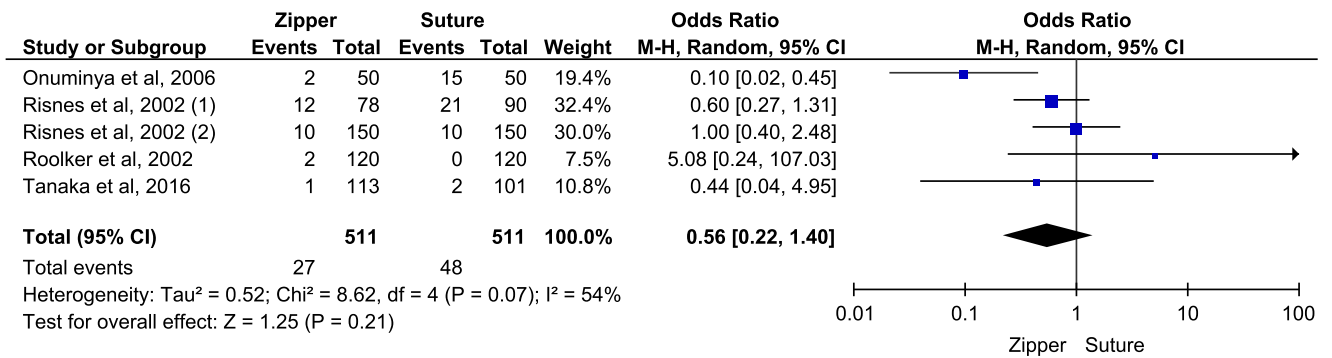 Zipper Suture Odds Ratio Odds Ratio
Study or Subgroup Events Total Events Total Weight M-H, Random, 95% CI M-H, Random, 95% CI
Onuminya et al, 2006 2 50 15 50 19.4% 0.10 [0.02, 0.45]
Risnes et al, 2002 (1) 12 78 21 90 32.4% 0.60 [0.27, 1.31]
Risnes et al, 2002 (2) 10 150 10 150 30.0% 1.00 [0.40, 2.48]
Roolker et al, 2002 2 120 0 120 7.5% 5.08 [0.24, 107.03]
Tanaka et al, 2016 1 113 2 101 10.8% 0.44 [0.04, 4.95]
Total (95% CI) 511 511 100.0% 0.56 [0.22, 1.40]
Total events 27 48
Heterogeneity: Tau² = 0.52; Chi² = 8.62, df = 4 (P = 0.07); I² = 54%
Test for overall effect: Z = 1.25 (P = 0.21)
0.01 0.1 1 10 100
Zipper Suture